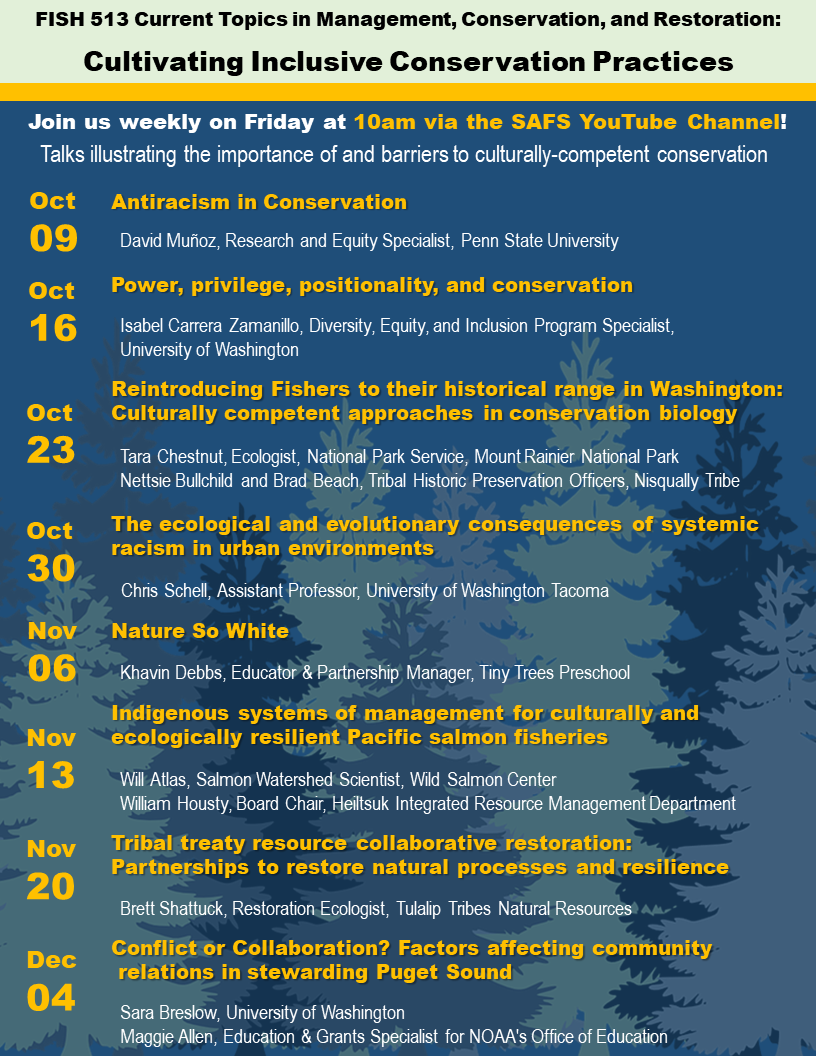 FISH 513 Current Topics in Management, Conservation, and Restoration:
Cultivating Inclusive Conservation Practices
Join us weekly on Friday at 10am via the SAFS YouTube Channel!
Talks illustrating the importance of and barriers to culturally-competent conservation
Oct
09
Antiracism in Conservation
David Muñoz, Research and Equity Specialist, Penn State University
Oct
16
Power, privilege, positionality, and conservation
Isabel Carrera Zamanillo, Diversity, Equity, and Inclusion Program Specialist,
University of Washington
Oct
23
Reintroducing Fishers to their historical range in Washington:
Culturally competent approaches in conservation biology
Tara Chestnut, Ecologist, National Park Service, Mount Rainier National Park
Nettsie Bullchild and Brad Beach, Tribal Historic Preservation Officers, Nisqually Tribe
Oct
30
The ecological and evolutionary consequences of systemic
racism in urban environments
Chris Schell, Assistant Professor, University of Washington Tacoma
Nov
06
Nature So White
Khavin Debbs, Educator & Partnership Manager, Tiny Trees Preschool
Nov
13
Indigenous systems of management for culturally and
ecologically resilient Pacific salmon fisheries
Will Atlas, Salmon Watershed Scientist, Wild Salmon Center
William Housty, Board Chair, Heiltsuk Integrated Resource Management Department
Nov
20
Tribal treaty resource collaborative restoration:
Partnerships to restore natural processes and resilience
Brett Shattuck, Restoration Ecologist, Tulalip Tribes Natural Resources
Dec
04
Conflict or Collaboration? Factors affecting community
relations in stewarding Puget Sound
Sara Breslow, University of Washington
Maggie Allen, Education & Grants Specialist for NOAA's Office of Education